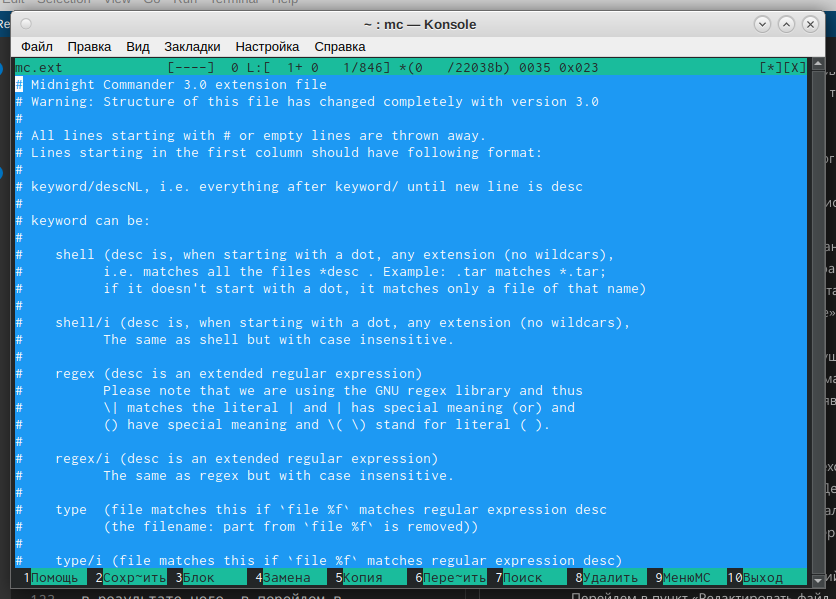 Edit Selection View Go Run Terminal Help
~ : mc — Konsole
Файл Правка Вид Закладки Настройка Справка
mc.ext [----] 0 L:[ 1+ 0 1/846] *(0 /22038b) 0035 0x023 [*][X]
# Midnight Commander 3.0 extension file
# Warning: Structure of this file has changed completely with version 3.0
#
# All lines starting with # or empty lines are thrown away.
# Lines starting in the first column should have following format:
#
# keyword/descNL, i.e. everything after keyword/ until new line is desc
#
# keyword can be:
#
# shell (desc is, when starting with a dot, any extension (no wildcars),
# i.e. matches all the files *desc . Example: .tar matches *.tar;
# if it doesn't start with a dot, it matches only a file of that name)
#
# shell/i (desc is, when starting with a dot, any extension (no wildcars),
# The same as shell but with case insensitive.
#
# regex (desc is an extended regular expression)
# Please note that we are using the GNU regex library and thus
# \| matches the literal | and | has special meaning (or) and
# () have special meaning and \( \) stand for literal ( ).
#
# regex/i (desc is an extended regular expression)
# The same as regex but with case insensitive.
#
# type (file matches this if `file %f` matches regular expression desc
# (the filename: part from `file %f` is removed))
#
# type/i (file matches this if `file %f` matches regular expression desc)
1Помощь 2Сохр~ить 3Блок 4Замена 5Копия 6Пере~ить 7Поиск 8Удалить 9МенюMC 10Выход
Перейдем в пункт «Редактировать файл